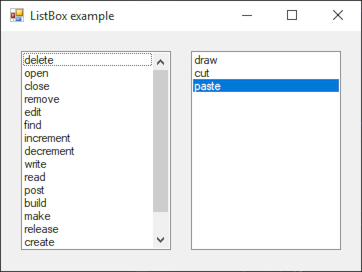 ListBox example
delete
open
close
remove
edit
find
increment
decrement
write
read
post
build
make
release
create
draw
cut
paste